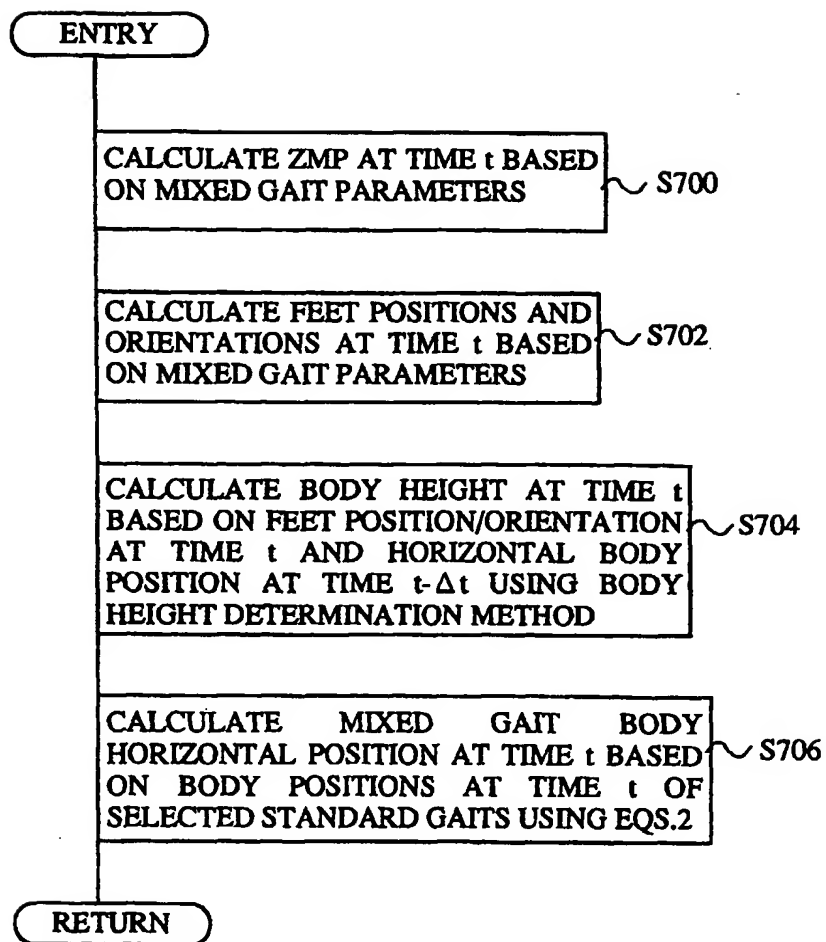 ENTRY
CALCULATE ZMP AT TIME t BASED
ON MIXED GAIT PARAMETERS
S700
CALCULATE FEET POSITIONS AND
ORIENTATIONS AT TIME t BASED
ON MIXED GAIT PARAMETERS
S702
CALCULATE BODY HEIGHT AT TIME t
BASED ON FEET POSITION/ORIENTATION
AT TIME t AND HORIZONTAL BODY
POSITION AT TIME t-Δt USING BODY
HEIGHT DETERMINATION METHOD
S704
CALCULATE MIXED GAIT BODY
HORIZONTAL POSITION AT TIME t BASED
ON BODY POSITIONS AT TIME t OF
SELECTED STANDARD GAITS USING EQS.2
S706
RETURN